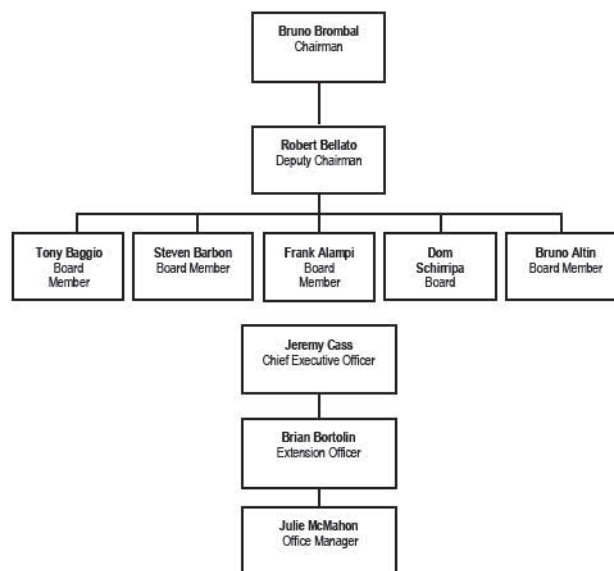 Bruno Brombal
Chairman
Robert Bellato
Deputy Chairman
Tony Baggio
Board
Member
Steven Barbon
Board Member
Frank Alampi
Board
Member
Dom
Schirripa
Board
Bruno Altin
Board Member
Jeremy Cass
Chief Executive Officer
Brian Bortolin
Extension Officer
Julie McMahon
Office Manager